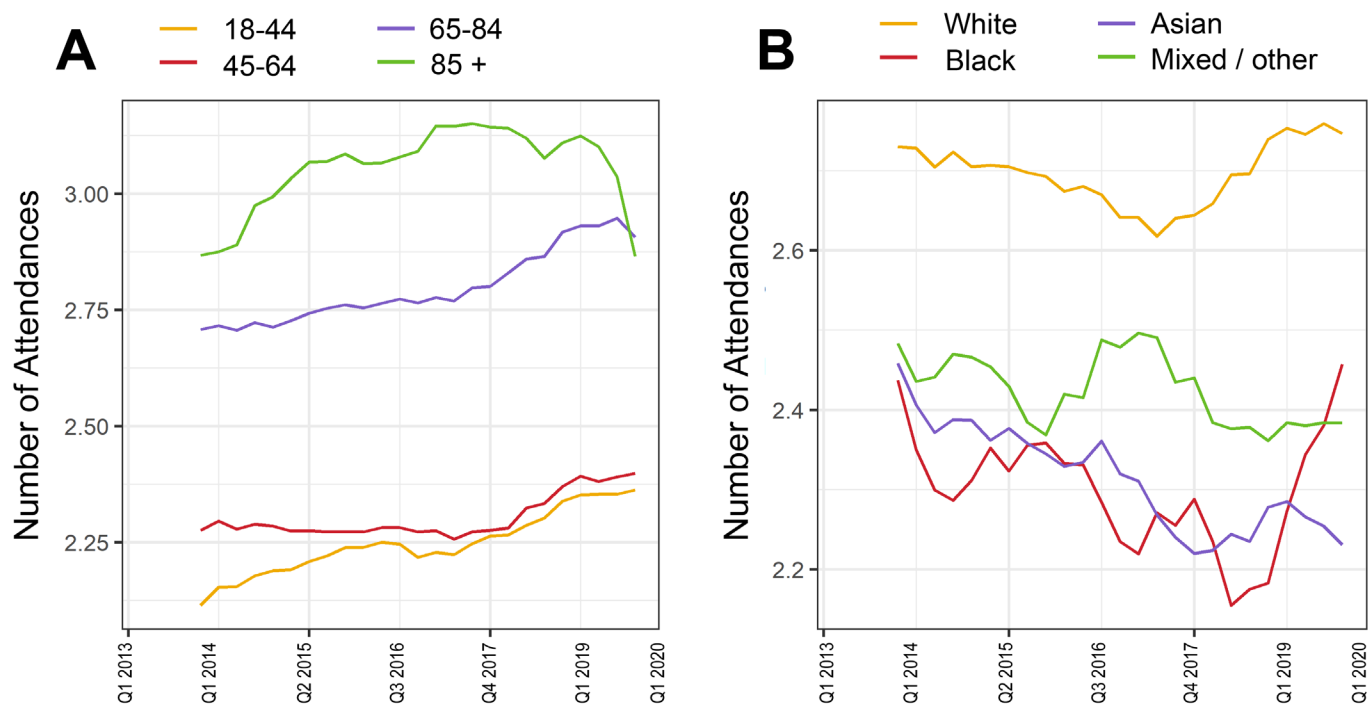 A
18-44
65-84
45-64
85 +
Number of Attendances
3.00
2.75
2.50
2.25
Q1 2013
Q1 2014
Q2 2015
Q3 2016
Q4 2017
Q1 2019
Q1 2020
B
White
Asian
Black
Mixed / other
Number of Attendances
2.6
2.4
2.2
Q1 2013
Q1 2014
Q2 2015
Q3 2016
Q4 2017
Q1 2019
Q1 2020